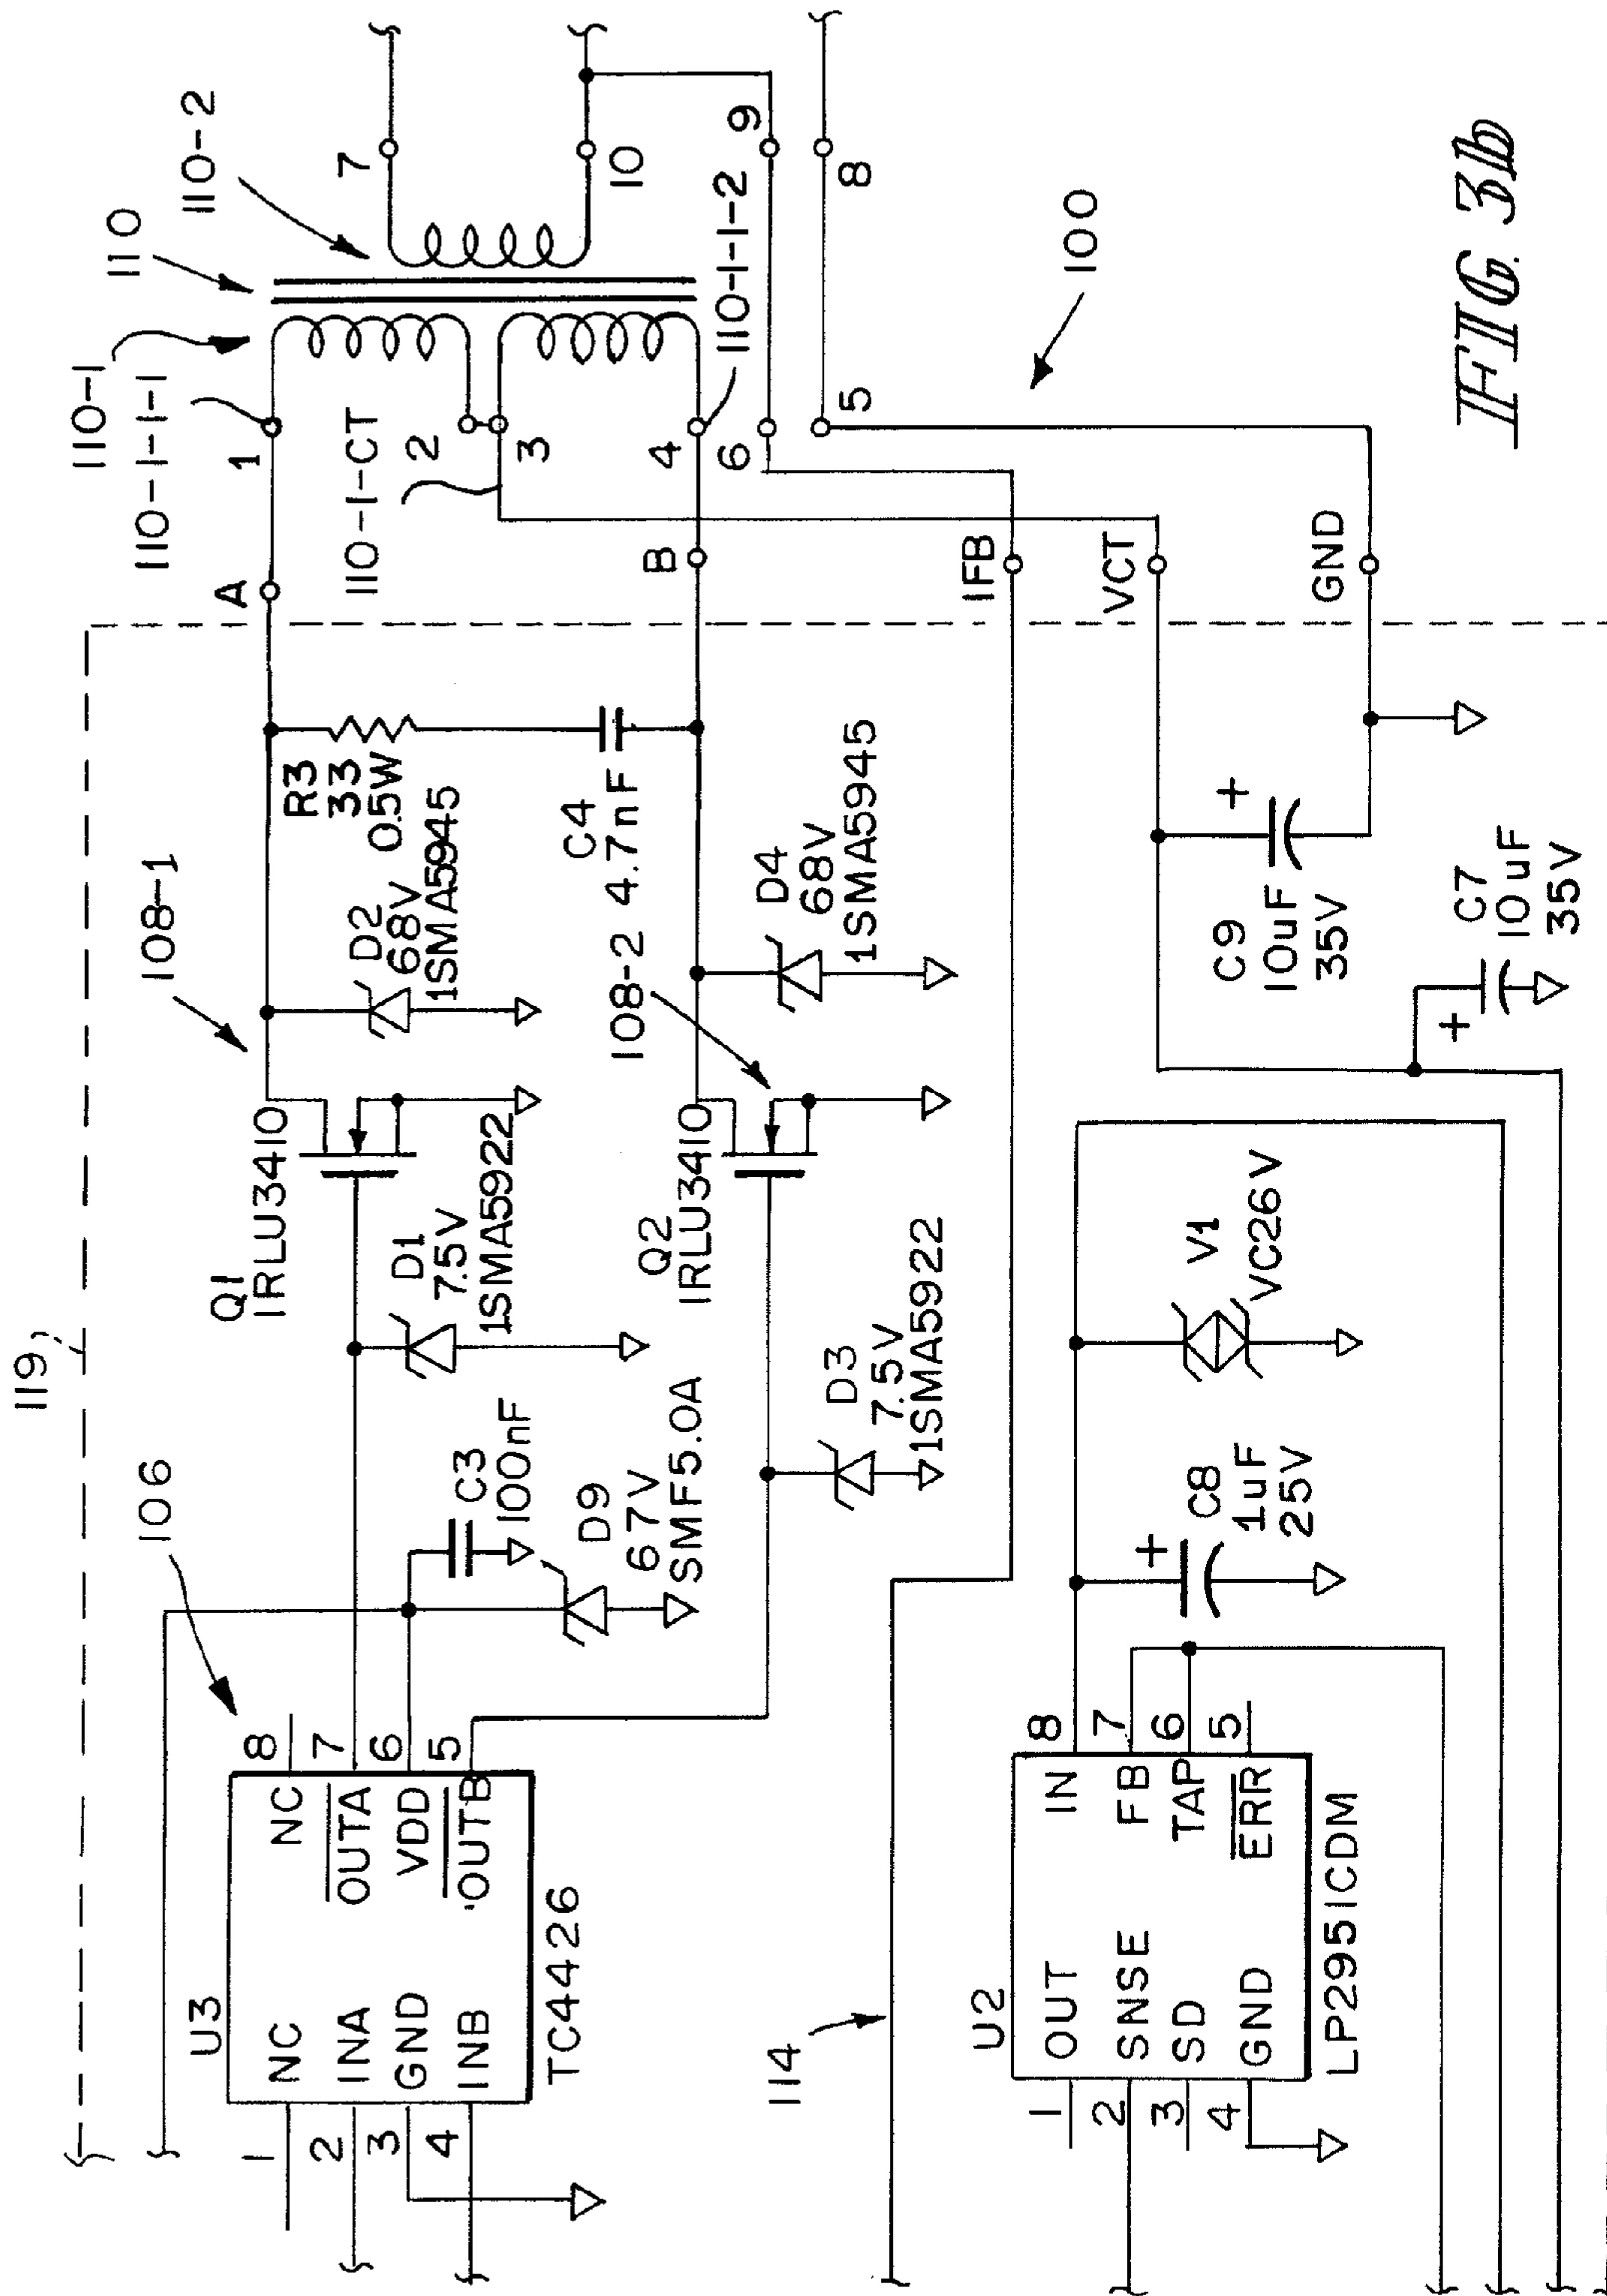 119
106
108-1
110-1
110
110-2
110-1-1-1
U3
NC
INA
GND
INB
NC
OUTA
VDD
OUTB
1
2
3
4
8
7
6
5
TC4426
C3
100nF
D9
67V
SMF5.0A
Q1
IRLU3410
D1
7.5V
1SMA5922
D2
68V
1SMA5945
R3
33
0.5W
C4
4.7nF
A
B
1
110-1-CT
2
3
4
6
5
7
10
110-1-1-2
9
8
Q2
IRLU3410
108-2
D3
7.5V
1SMA5922
D4
68V
1SMA5945
114
IFB
VCT
GND
100
U2
OUT
SNSE
SD
GND
IN
FB
TAP
ERR
1
2
3
4
8
7
6
5
LP2951CDM
+
C8
1uF
25V
V1
VC26V
+
C9
10uF
35V
+
C7
10uF
35V
FIG. 3b